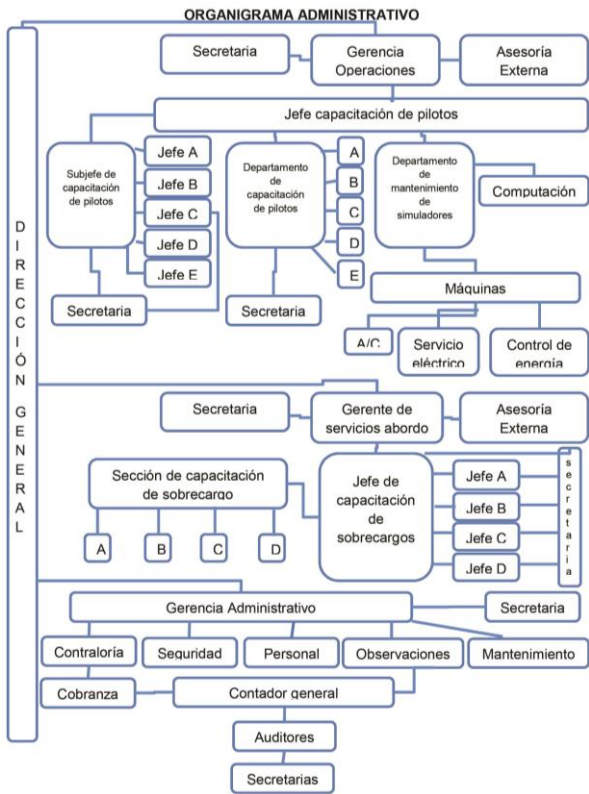 ORGANIGRAMA ADMINISTRATIVO
DIRECCIÓN GENERAL
Secretaria
Gerencia
Operaciones
Asesoría
Externa
Jefe capacitación de pilotos
Subjefe de
capacitación
de pilotos
Jefe A
Jefe B
Jefe C
Jefe D
Jefe E
Secretaria
Departamento
de
capacitación
de pilotos
A
B
C
D
E
Secretaria
Departamento
de
mantenimiento
de
simuladores
Computación
Máquinas
A/C
Servicio
eléctrico
Control de
energía
Secretaria
Gerente de
servicios abordo
Asesoría
Externa
Sección de capacitación
de sobrecargo
A
B
C
D
Jefe de
capacitación
de
sobrecargos
Jefe A
Jefe B
Jefe C
Jefe D
secretaria
Gerencia Administrativo
Secretaria
Contraloría
Seguridad
Personal
Observaciones
Mantenimiento
Cobranza
Contador general
Auditores
Secretarias